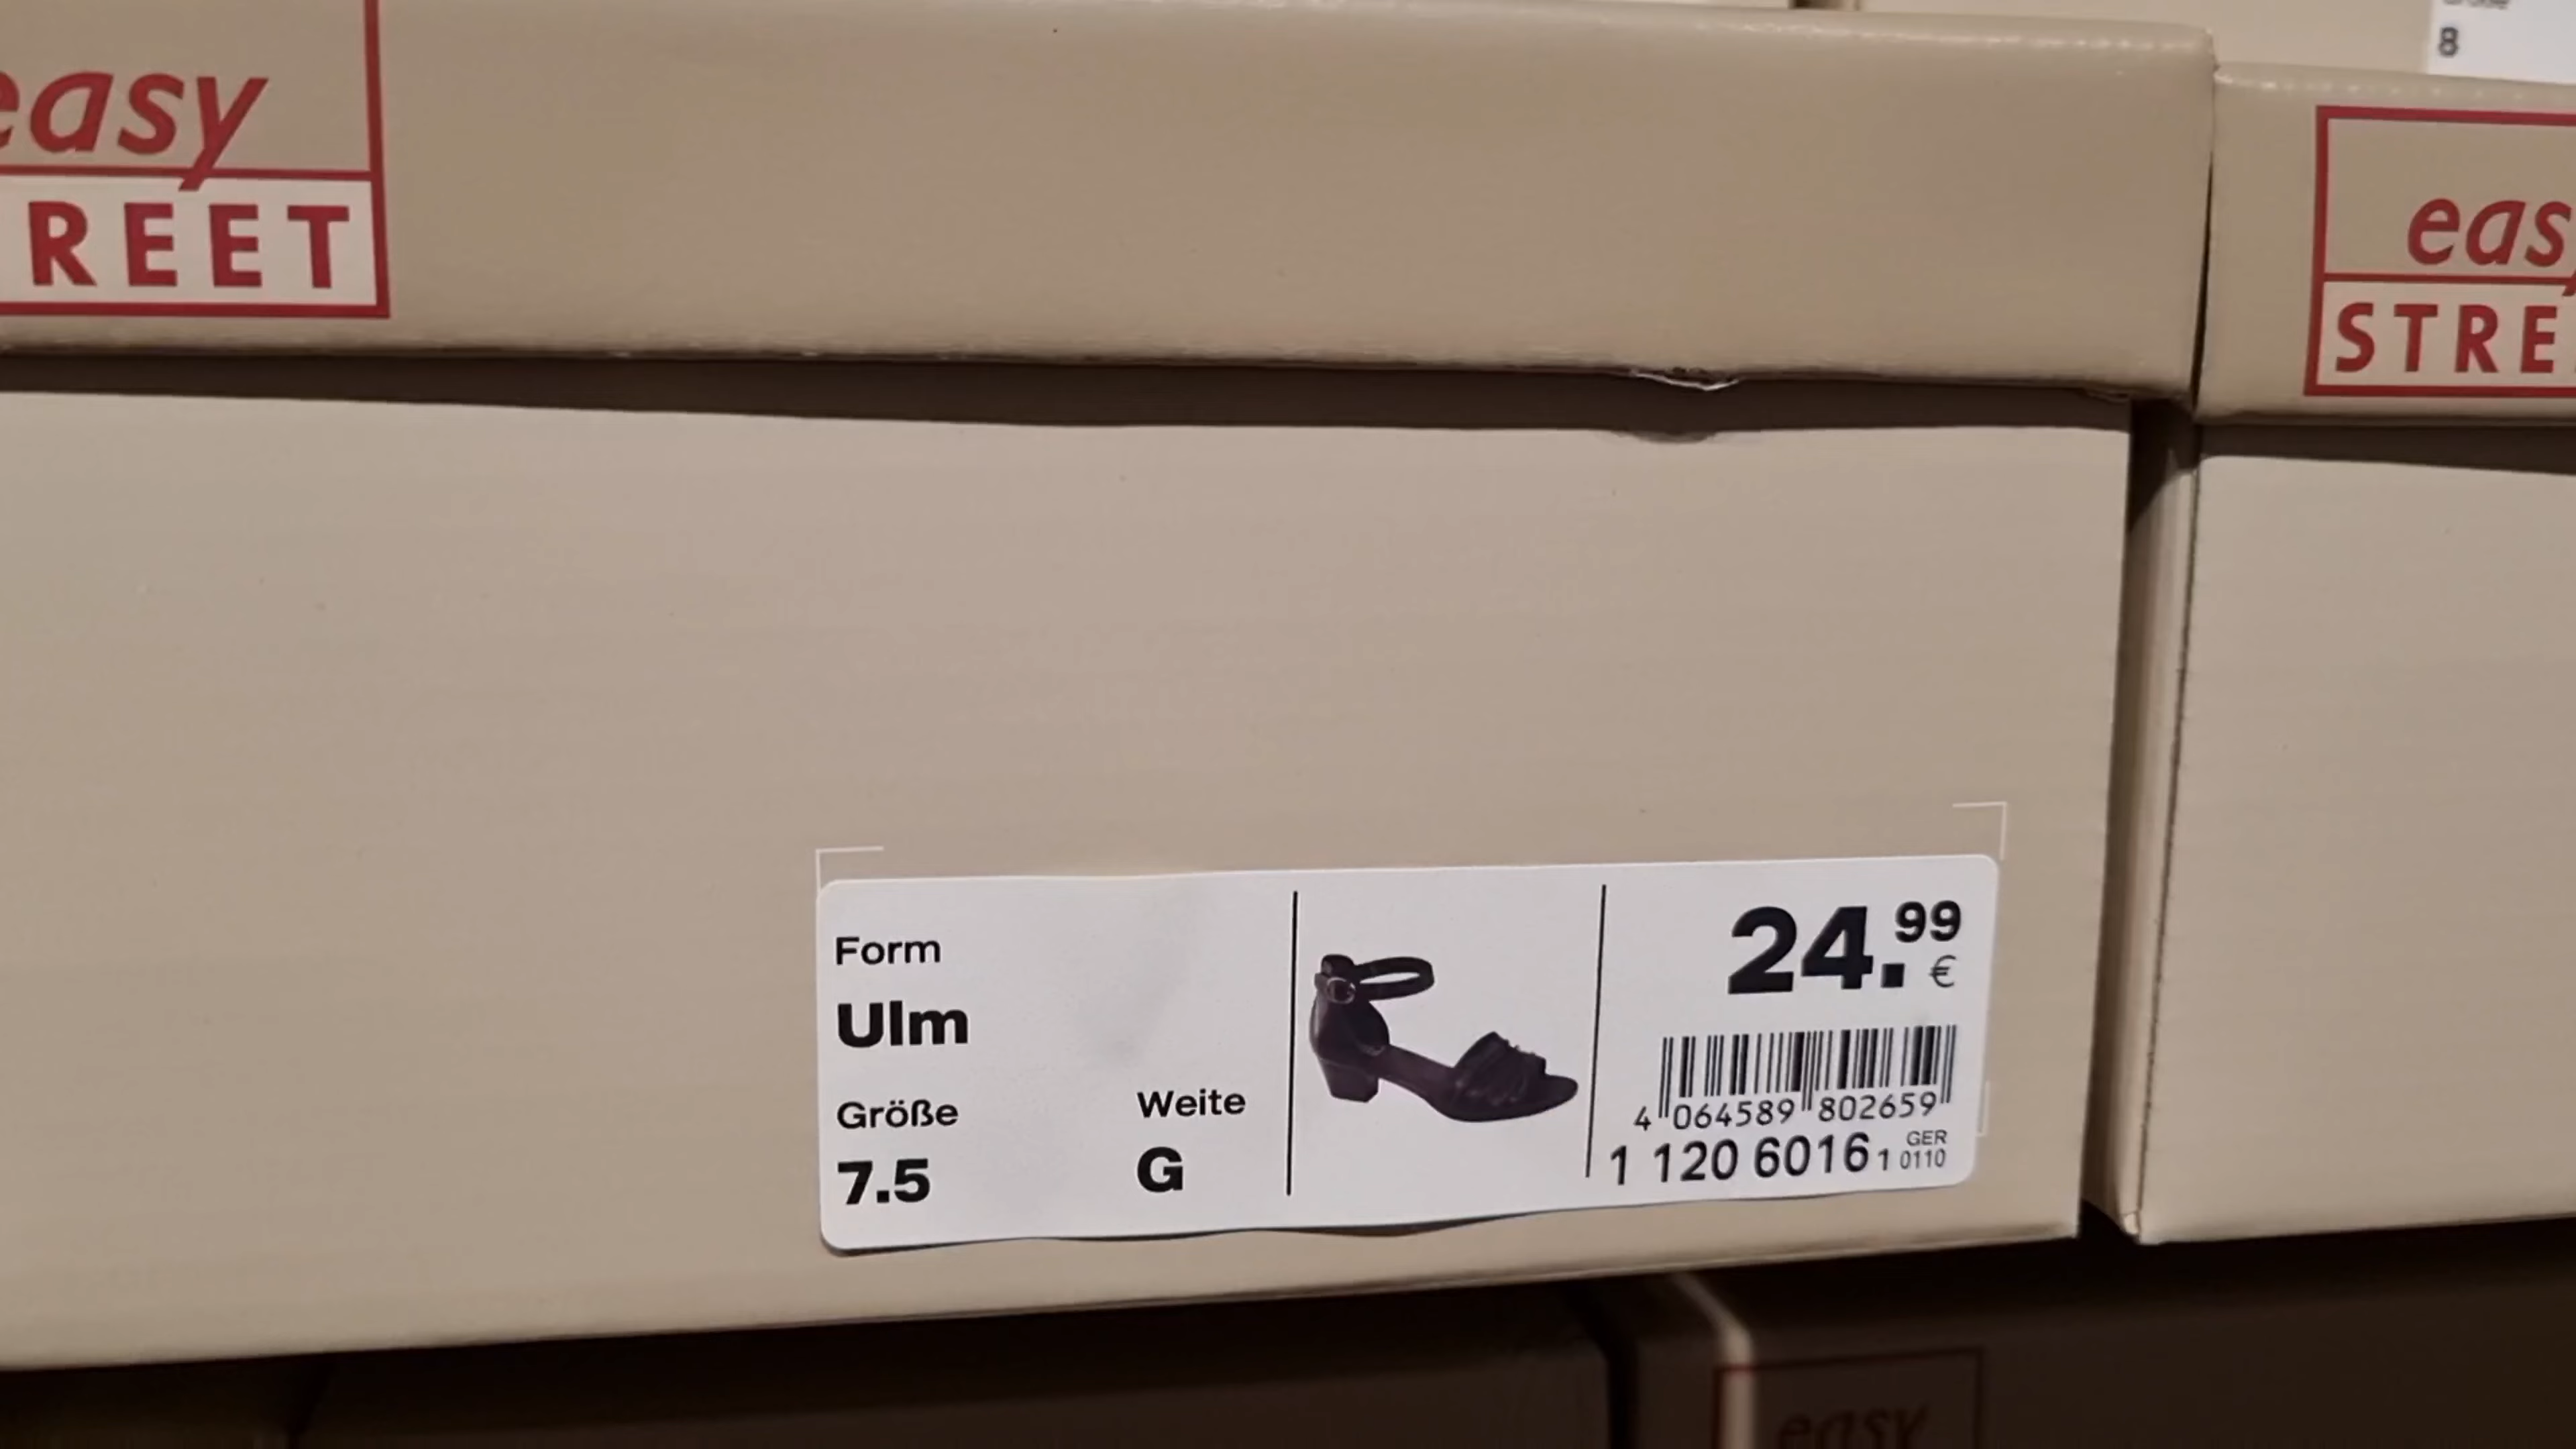 easy
REET
8
eas
STRE
Form
Ulm
Größe
7.5
Weite
G
24.99
€
4 064589 802659
1 120 6016 1 GER 0110
easy